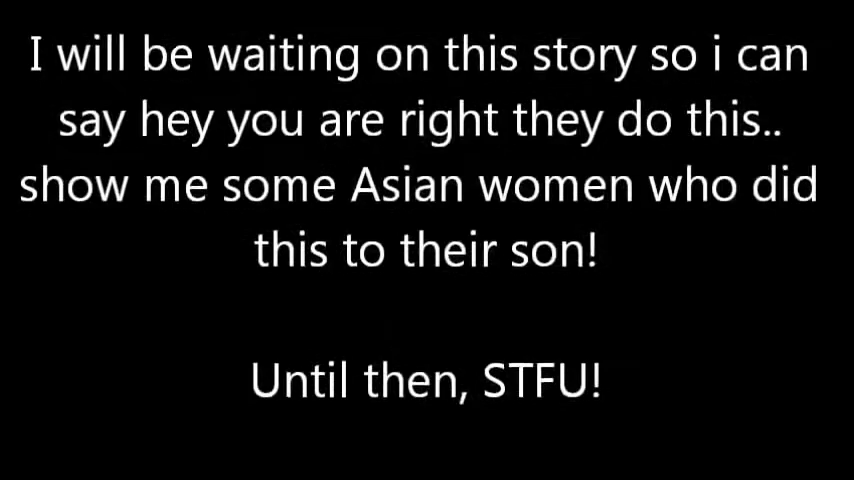 I will be waiting on this story so i can
say hey you are right they do this..
show me some Asian women who did
this to their son!
Until then, STFU!